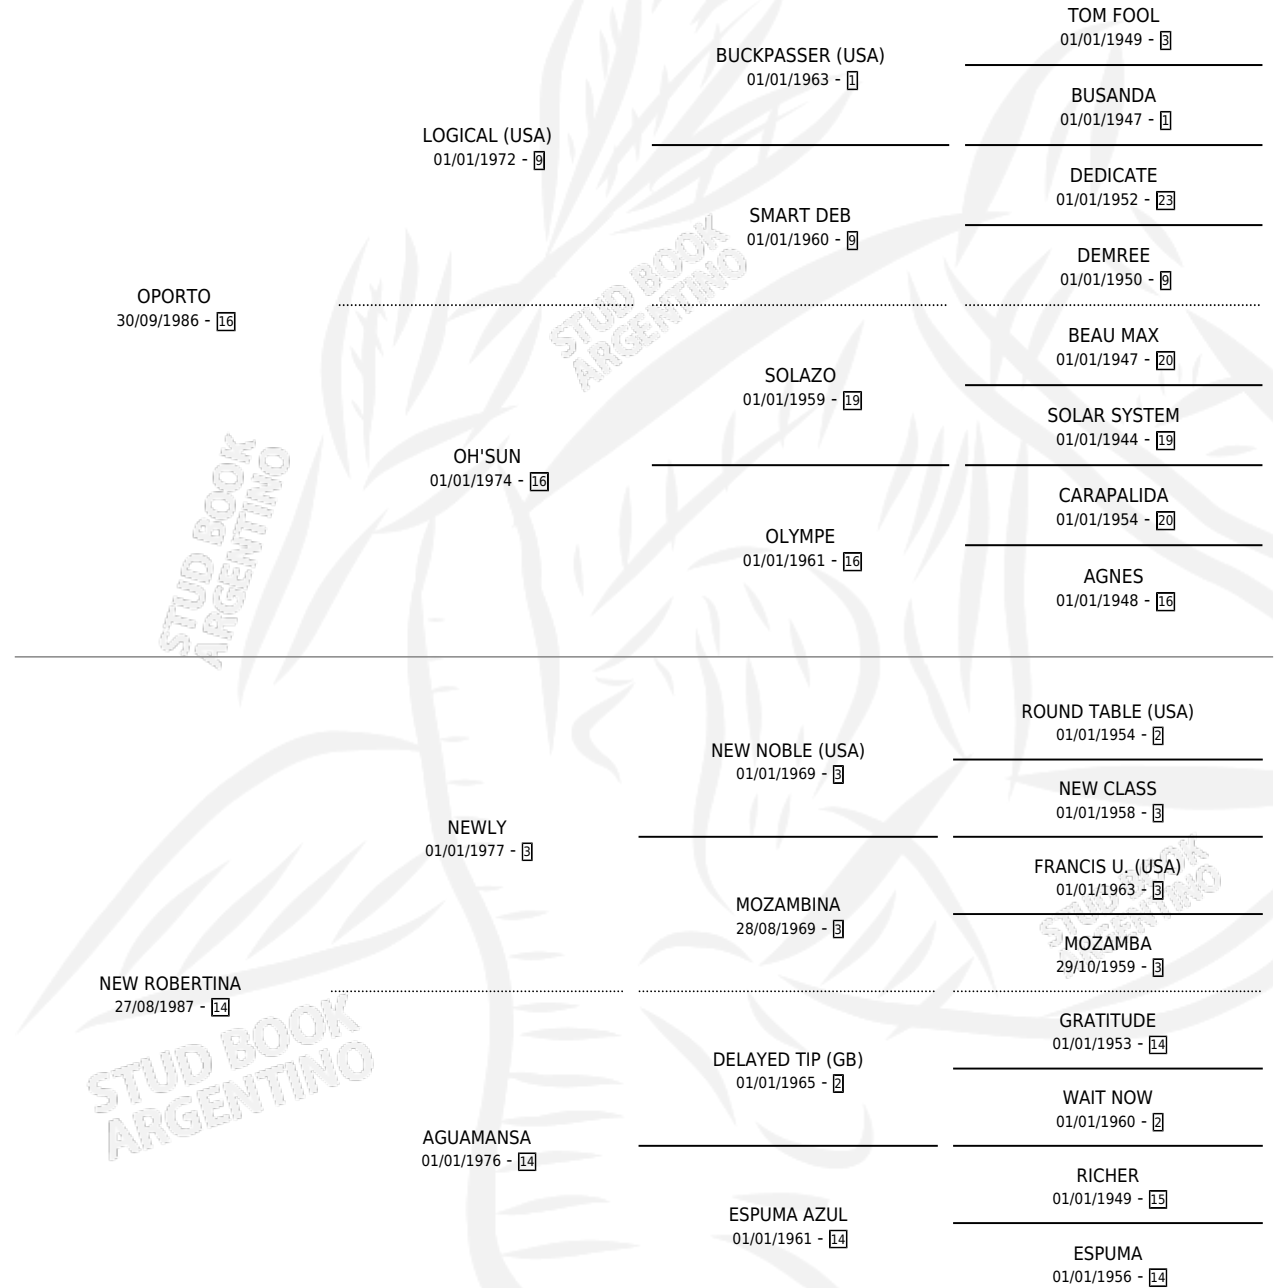 TOM FOOL
01/01/1949 - 3
BUCKPASSER (USA)
01/01/1963 - 1
BUSANDA
01/01/1947 - 1
LOGICAL (USA)
01/01/1972 - 9
DEDICATE
01/01/1952 - 23
SMART DEB
01/01/1960 - 9
DEMREE
01/01/1950 - 9
OPORTO
30/09/1986 - 16
BEAU MAX
01/01/1947 - 20
SOLAZO
01/01/1959 - 19
SOLAR SYSTEM
01/01/1944 - 19
OH'SUN
01/01/1974 - 16
CARAPALIDA
01/01/1954 - 20
OLYMPE
01/01/1961 - 16
AGNES
01/01/1948 - 16
ROUND TABLE (USA)
01/01/1954 - 2
NEW NOBLE (USA)
01/01/1969 - 3
NEW CLASS
01/01/1958 - 3
NEWLY
01/01/1977 - 3
FRANCIS U. (USA)
01/01/1963 - 3
MOZAMBINA
28/08/1969 - 3
MOZAMBA
29/10/1959 - 3
NEW ROBERTINA
27/08/1987 - 14
GRATITUDE
01/01/1953 - 14
DELAYED TIP (GB)
01/01/1965 - 2
WAIT NOW
01/01/1960 - 2
AGUAMANSA
01/01/1976 - 14
RICHER
01/01/1949 - 15
ESPUMA AZUL
01/01/1961 - 14
ESPUMA
01/01/1956 - 14
STUD BOOK
ARGENTINO
STUD BOOK
ARGENTINO
STUD BOOK
ARGENTINO
STUD BOOK
ARGENTINO